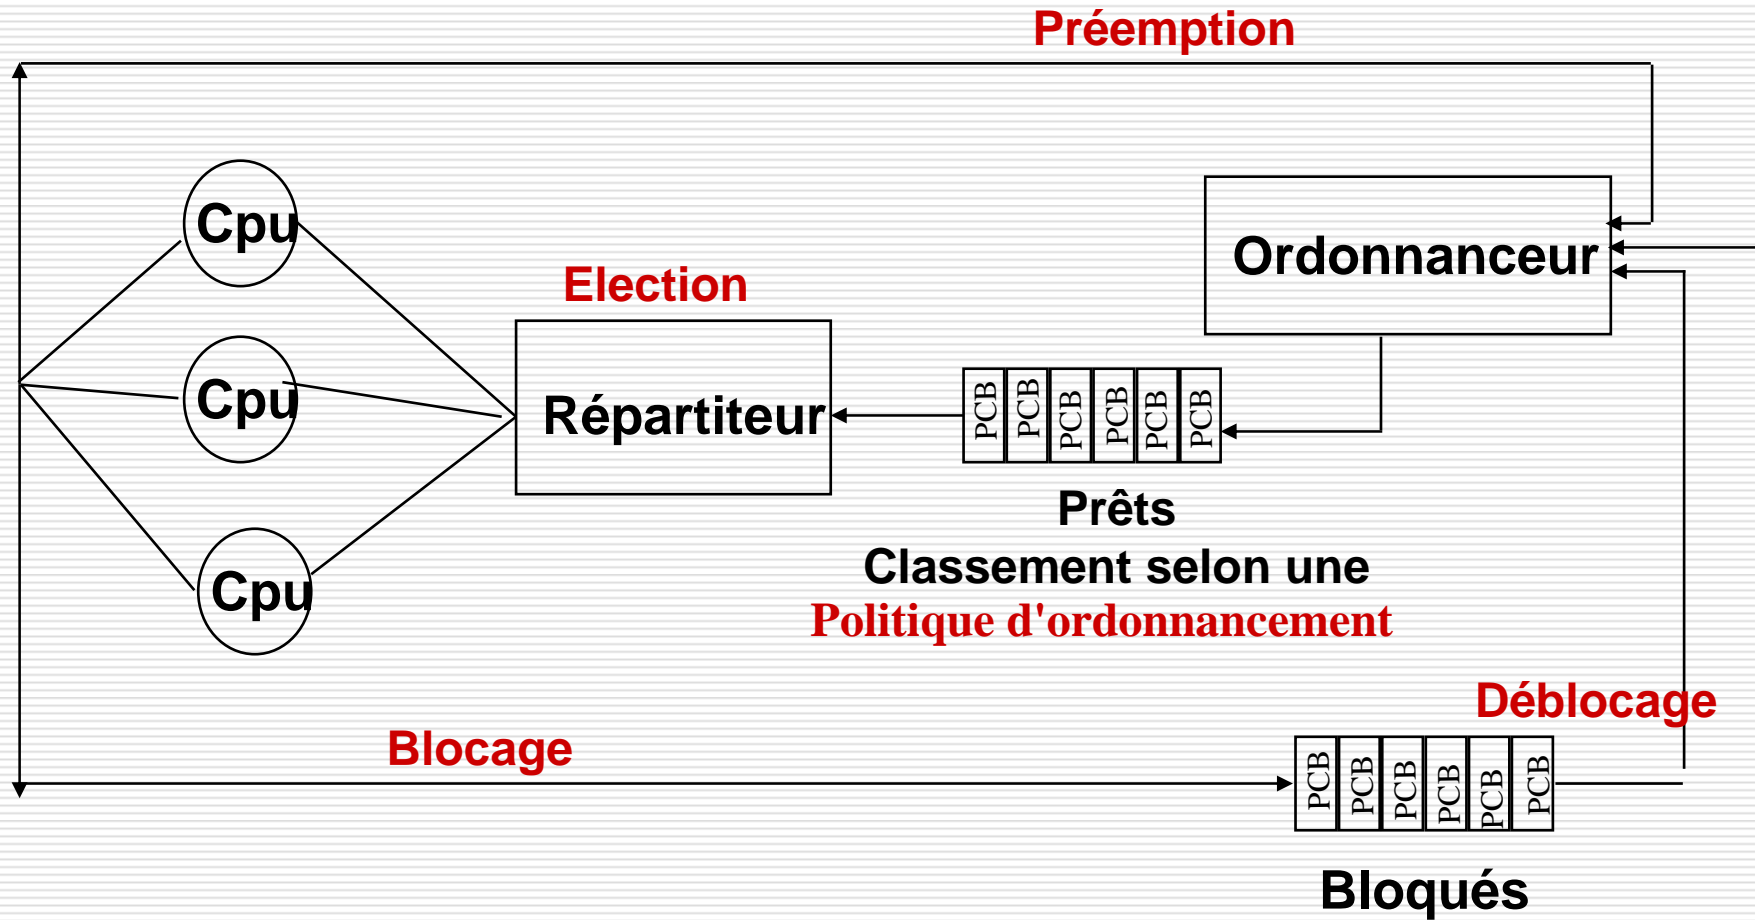 Préemption
Cpu
Ordonnanceur
Election
Cpu
Répartiteur
PCB PCB PCB PCB PCB PCB
Prêts
Classement selon une
Politique d'ordonnancement
Cpu
Déblocage
Blocage
PCB PCB PCB PCB PCB PCB
Bloqués